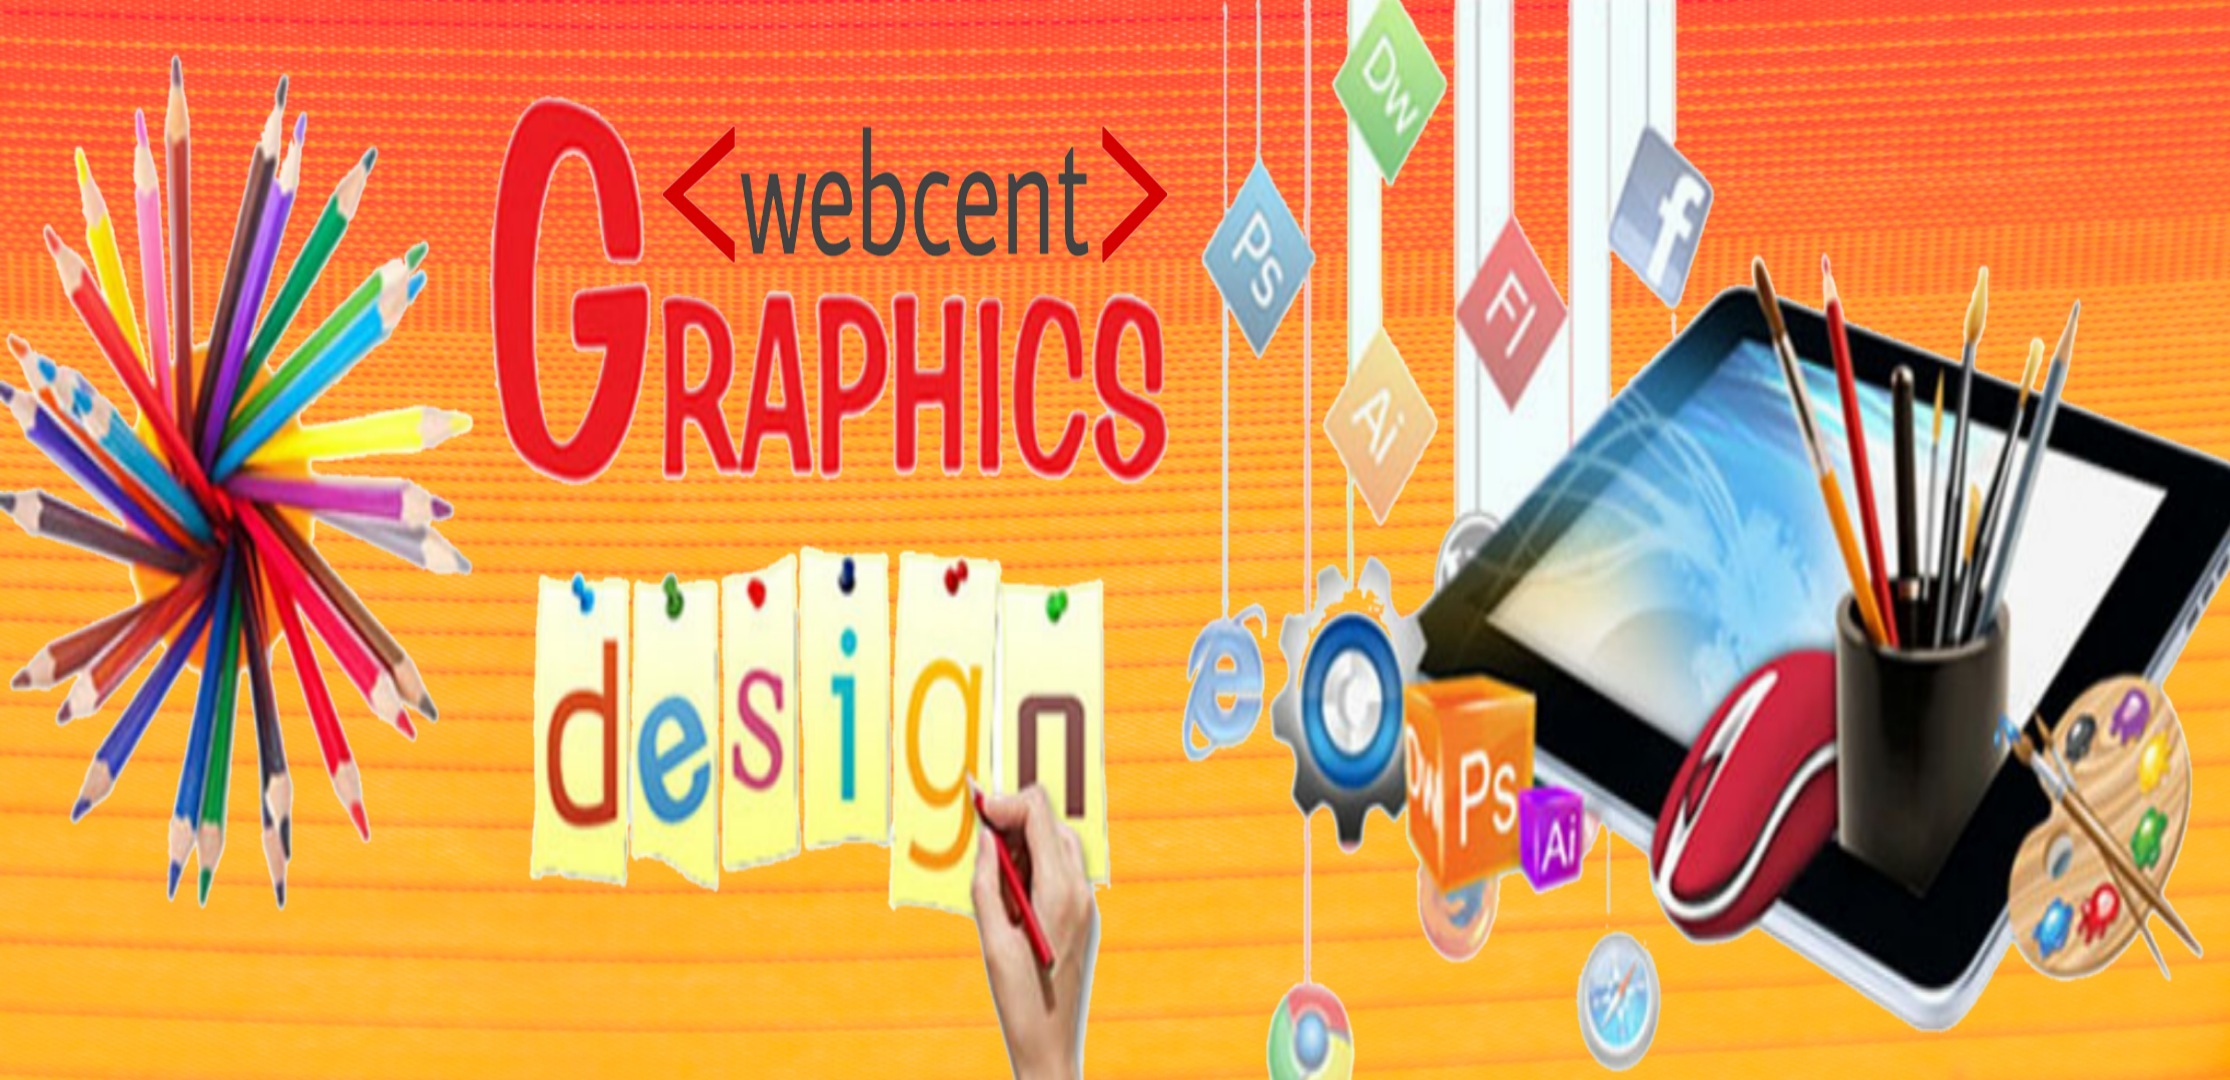 <webcent>
GRAPHICS
design
Dw
Ps
Fl
f
Ai
e
Dw
Ps
Ai